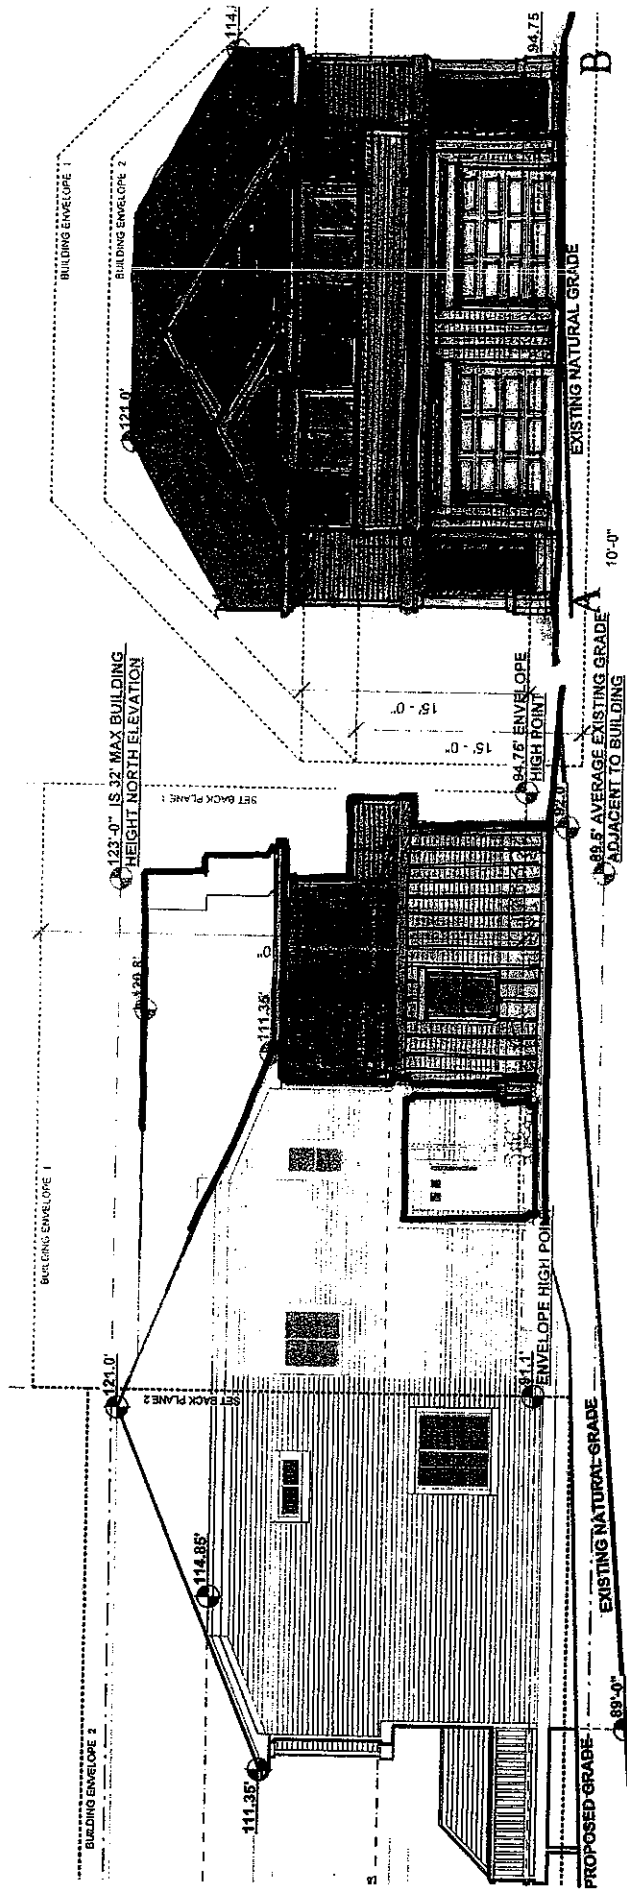 BUILDING ENVELOPE 2
111.35'
114.85'
121.0'
SET BACK PLANE 2
91.1'
ENVELOPE HIGH POINT
PROPOSED GRADE
89'-0"
EXISTING NATURAL GRADE
BUILDING ENVELOPE 1
111.35'
120.8'
0"
SET BACK PLANE 1
123'-0" IS 32' MAX BUILDING
HEIGHT NORTH ELEVATION
94.75' ENVELOPE
HIGH POINT
92.0'
89.5' AVERAGE EXISTING GRADE
ADJACENT TO BUILDING
15' - 0"
15' - 0"
A
10'-0"
BUILDING ENVELOPE 1
BUILDING ENVELOPE 2
121.0'
114.
94.75
EXISTING NATURAL GRADE
B